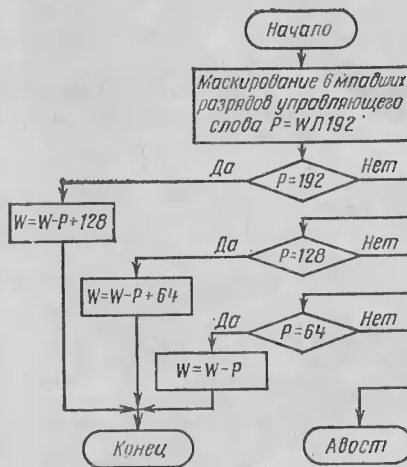 Начало
Маскирование 6 младших
разрядов управляющего
слова P=WΛ192
Да
P=192
Нет
W=W-P+128
Да
P=128
Нет
W=W-P+64
Да
P=64
Нет
W=W-P
Конец
Авост